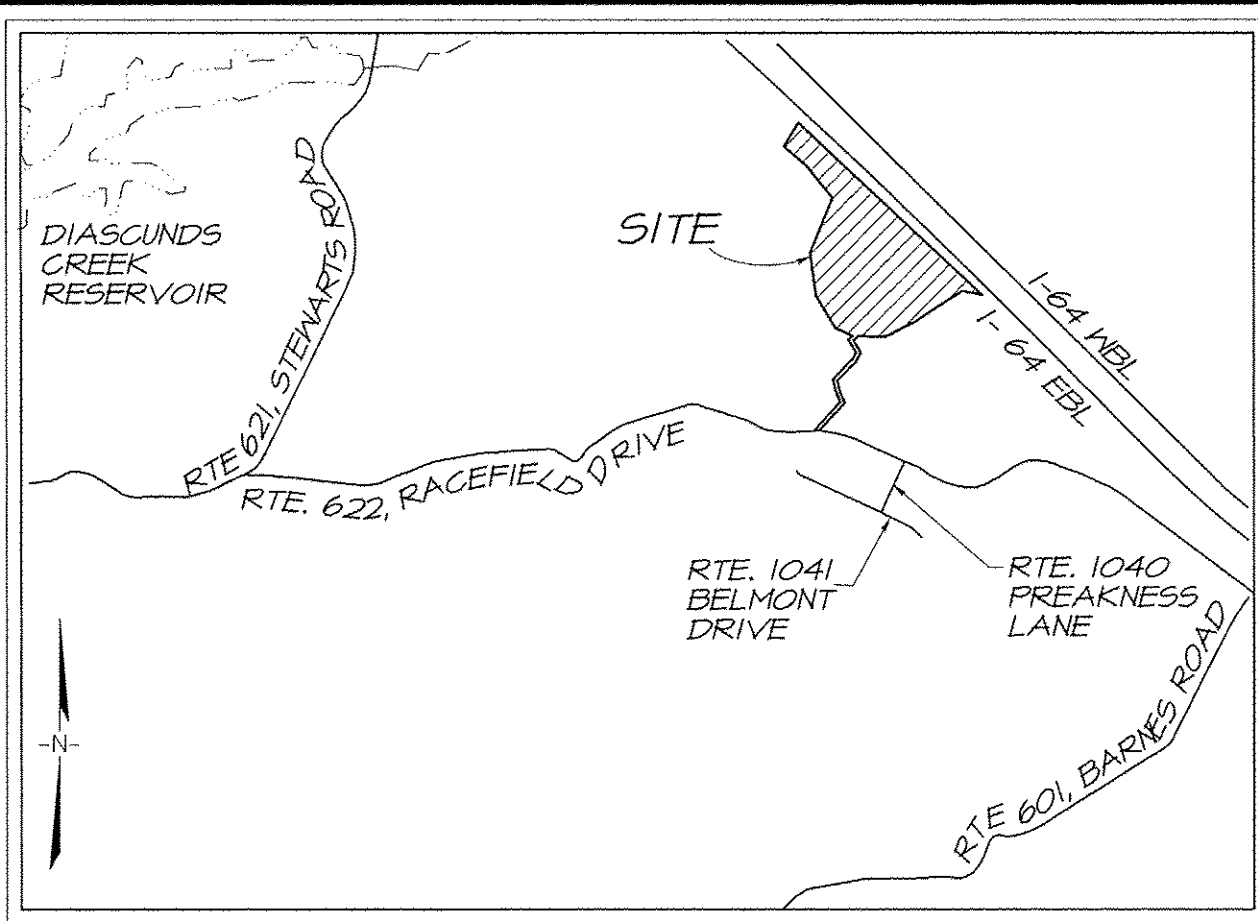 DIASCUNDS
CREEK
RESERVOIR
RTE 621, STEWARTS ROAD
SITE
I-64 WBL
I-64 EBL
RTE. 622, RACEFIELD DRIVE
RTE. 1041
BELMONT
DRIVE
RTE. 1040
PREAKNESS
LANE
-N-
RTE 601, BARNES ROAD